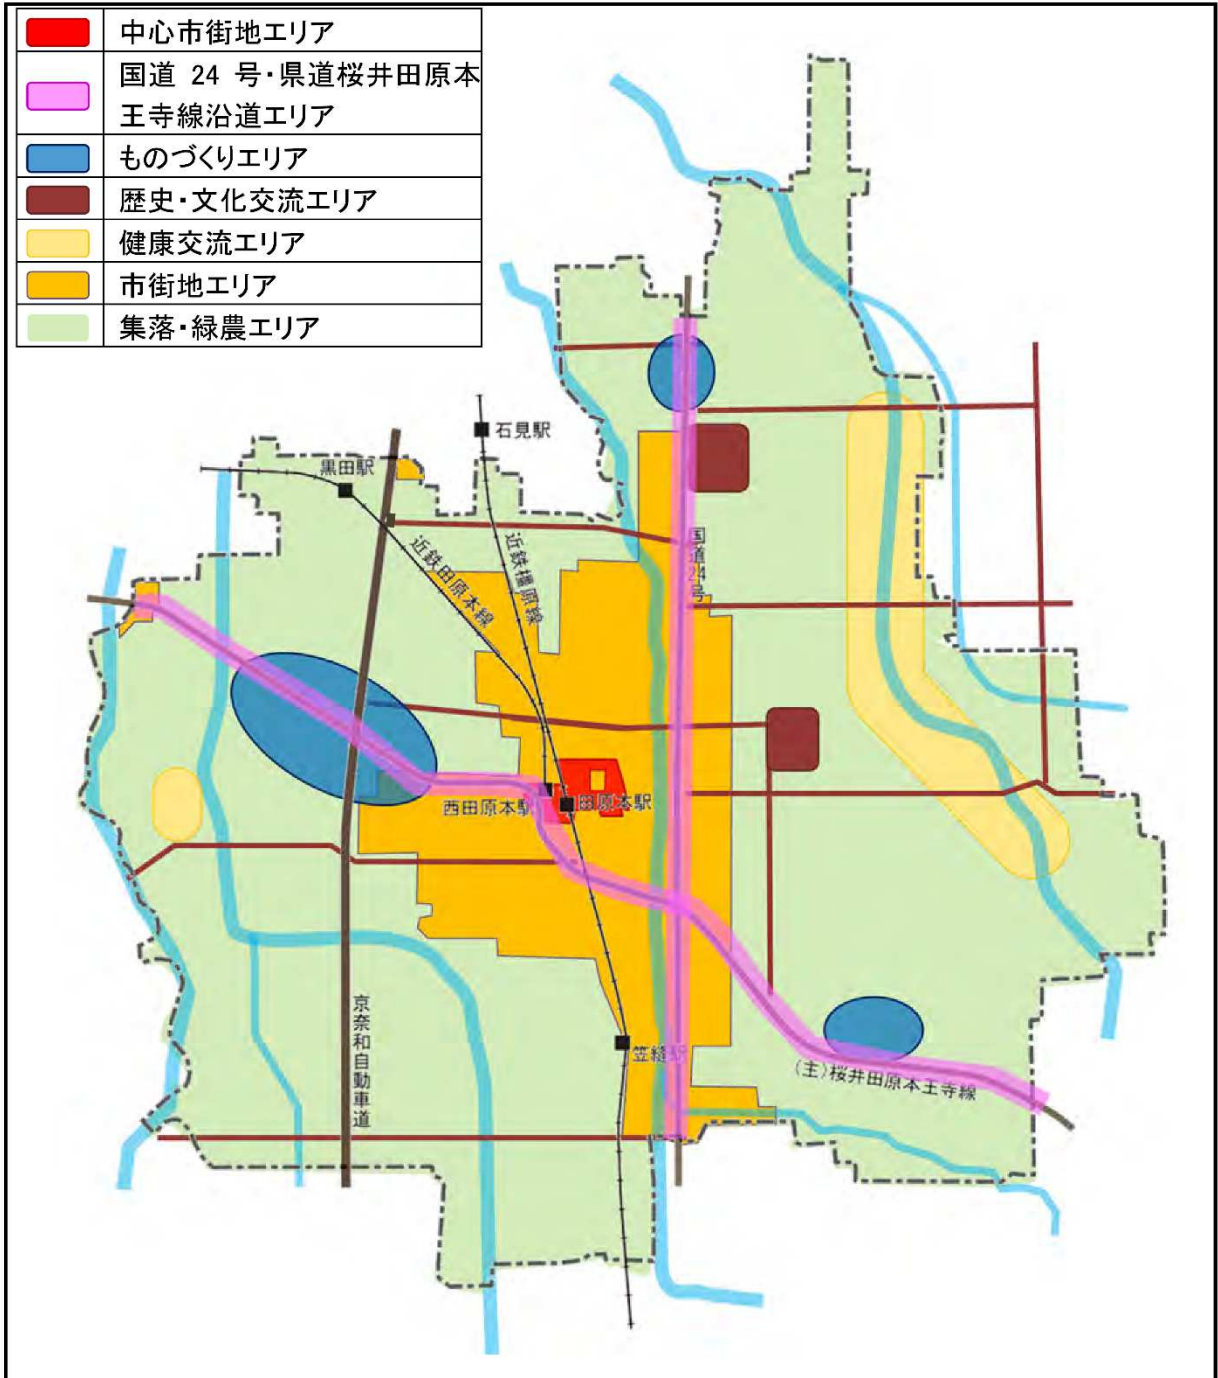 中心市街地エリア
国道 24 号・県道桜井田原本
王寺線沿道エリア
ものづくりエリア
歴史・文化交流エリア
健康交流エリア
市街地エリア
集落・緑農エリア
石見駅
黒田駅
近鉄田原本線
近鉄橿原線
国道24号
西田原本駅
田原本駅
京奈和自動車道
笠縫駅
(主)桜井田原本王寺線